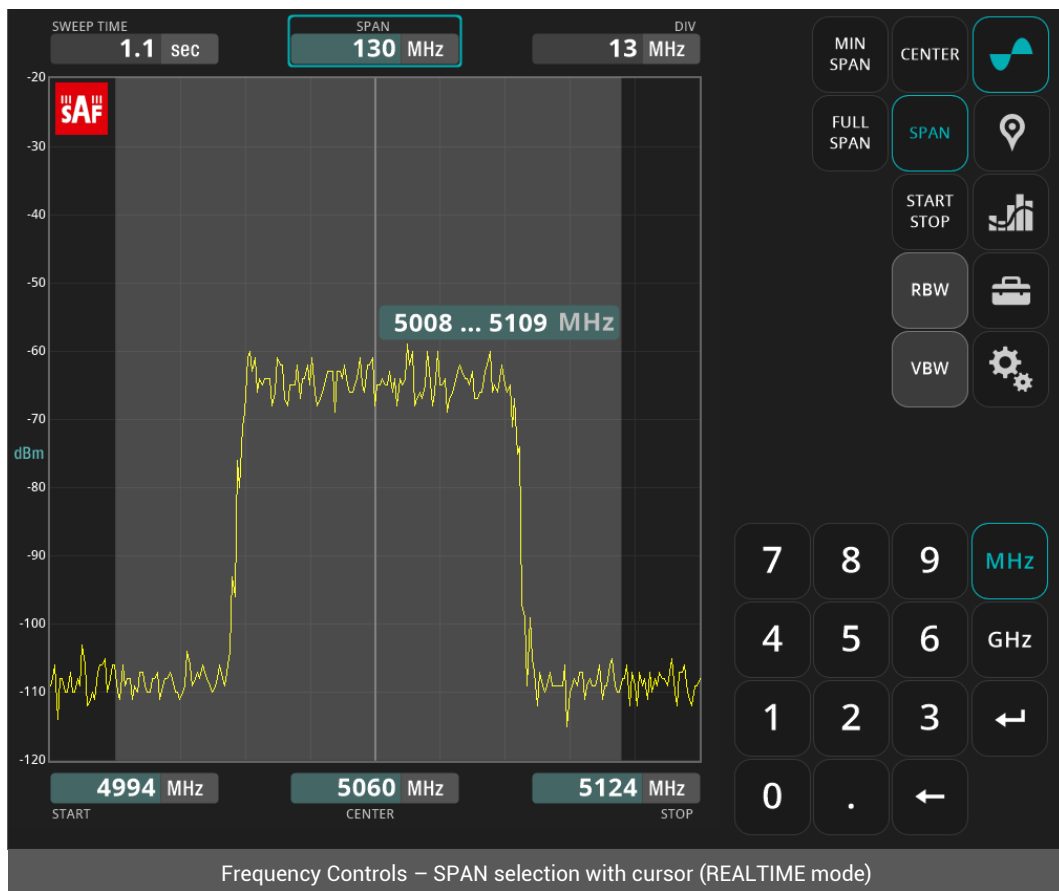 SWEEP TIME
SPAN
DIV
1.1 sec
130 MHz
13 MHz
MIN
SPAN
CENTER
-20
SAF
-30
FULL
SPAN
SPAN
-40
START
STOP
-50
RBW
5008 ... 5109 MHz
-60
VBW
-70
dBm
-80
-90
-100
-110
-120
7 8 9 MHz
4 5 6 GHz
1 2 3 ↵
0 . ←
4994 MHz
5060 MHz
5124 MHz
START
CENTER
STOP
Frequency Controls – SPAN selection with cursor (REALTIME mode)